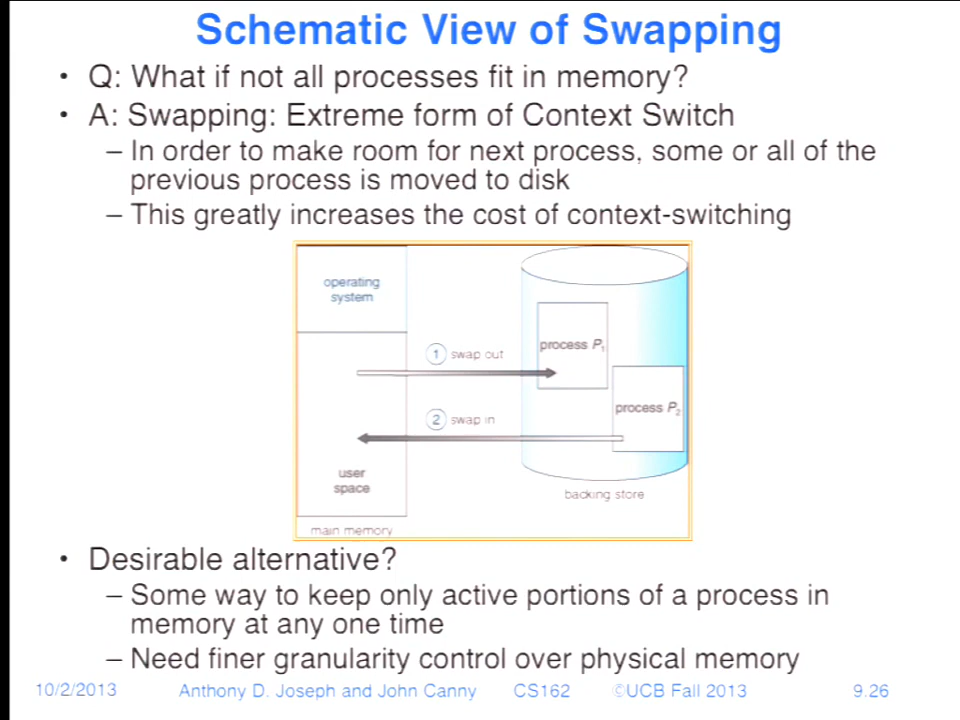 Schematic View of Swapping
• Q: What if not all processes fit in memory?
• A: Swapping: Extreme form of Context Switch
– In order to make room for next process, some or all of the
previous process is moved to disk
– This greatly increases the cost of context-switching
operating
system
1 swap out
process P1
2 swap in
process P2
user
space
backing store
main memory
• Desirable alternative?
– Some way to keep only active portions of a process in
memory at any one time
– Need finer granularity control over physical memory
10/2/2013 Anthony D. Joseph and John Canny CS162 ©UCB Fall 2013 9.26